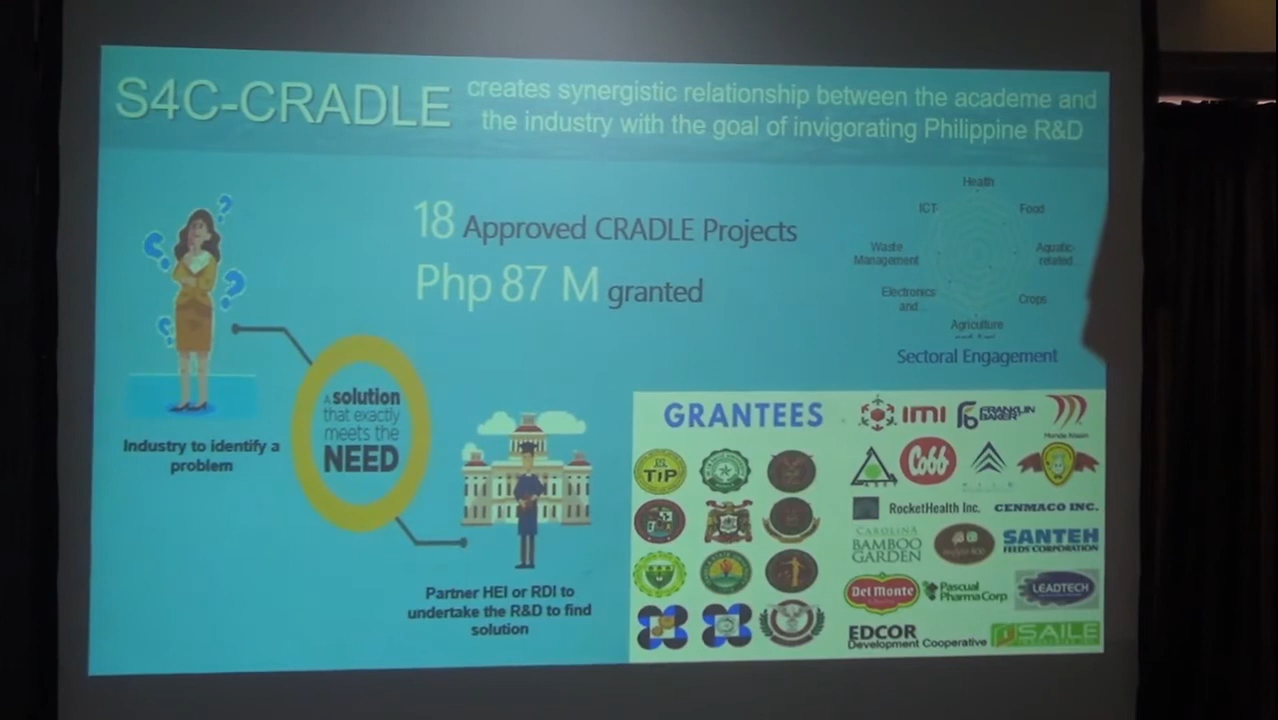 S4C-CRADLE
creates synergistic relationship between the academe and
the industry with the goal of invigorating Philippine R&D
18 Approved CRADLE Projects
Php 87 M granted
Health
ICT
Food
Waste
Management
Aquatic-
related...
Electronics
and...
Crops
Agriculture
Sectoral Engagement
A solution
that exactly
meets the
NEED
Industry to identify a
problem
Partner HEI or RDI to
undertake the R&D to find
solution
GRANTEES
IMI
FRANKLIN
BAKER
Monde Nissin
TIP
Cobb
RocketHealth Inc.
CENMACO INC.
CAROLINA
BAMBOO
GARDEN
SANTEH
FEEDS CORPORATION
Del Monte
Pascual
PharmaCorp
LEADTECH
EDCOR
Development Cooperative
SAILE